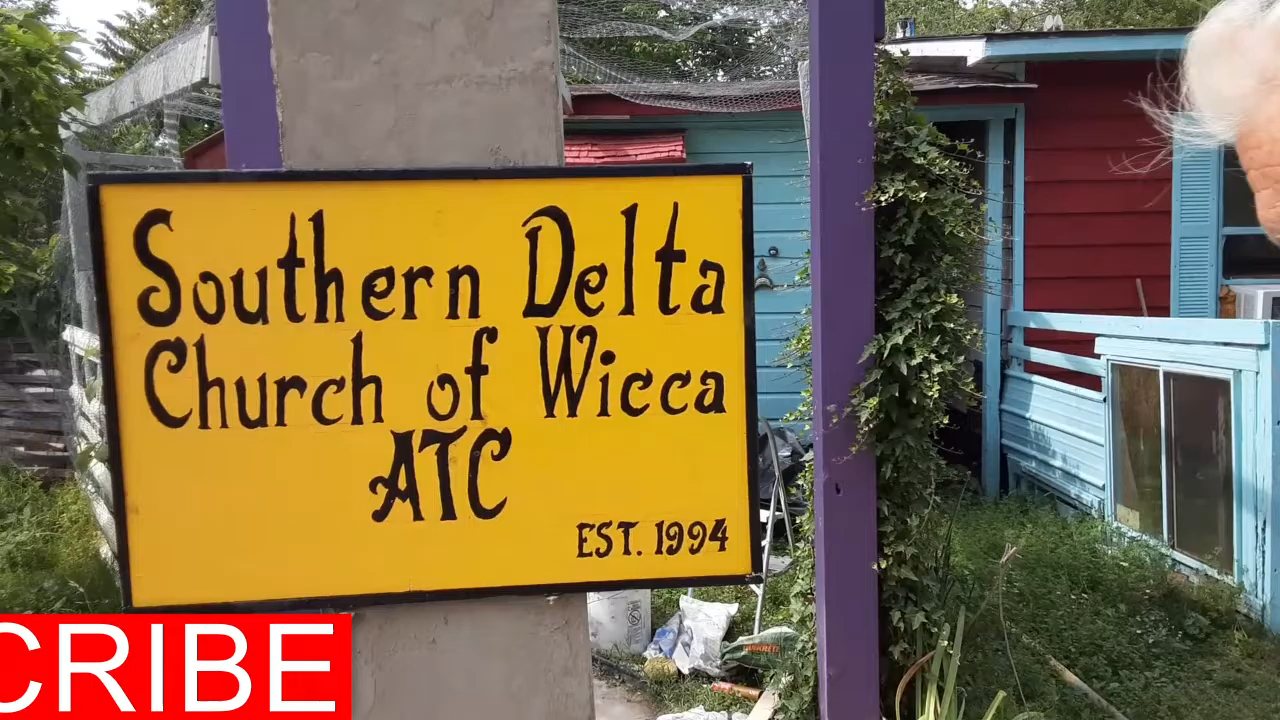 Southern Delta
Church of Wicca
ATC
EST. 1994
CRIBE